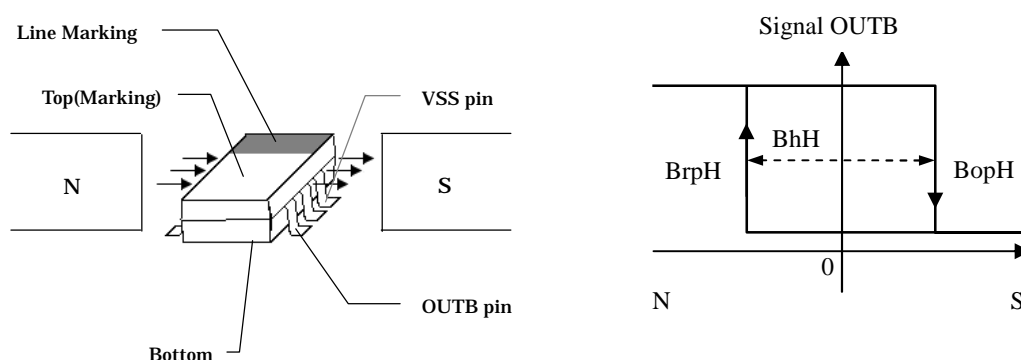 Line Marking
Top(Marking)
VSS pin
N
S
OUTB pin
Bottom
Signal OUTB
BhH
BrpH
BopH
0
N
S